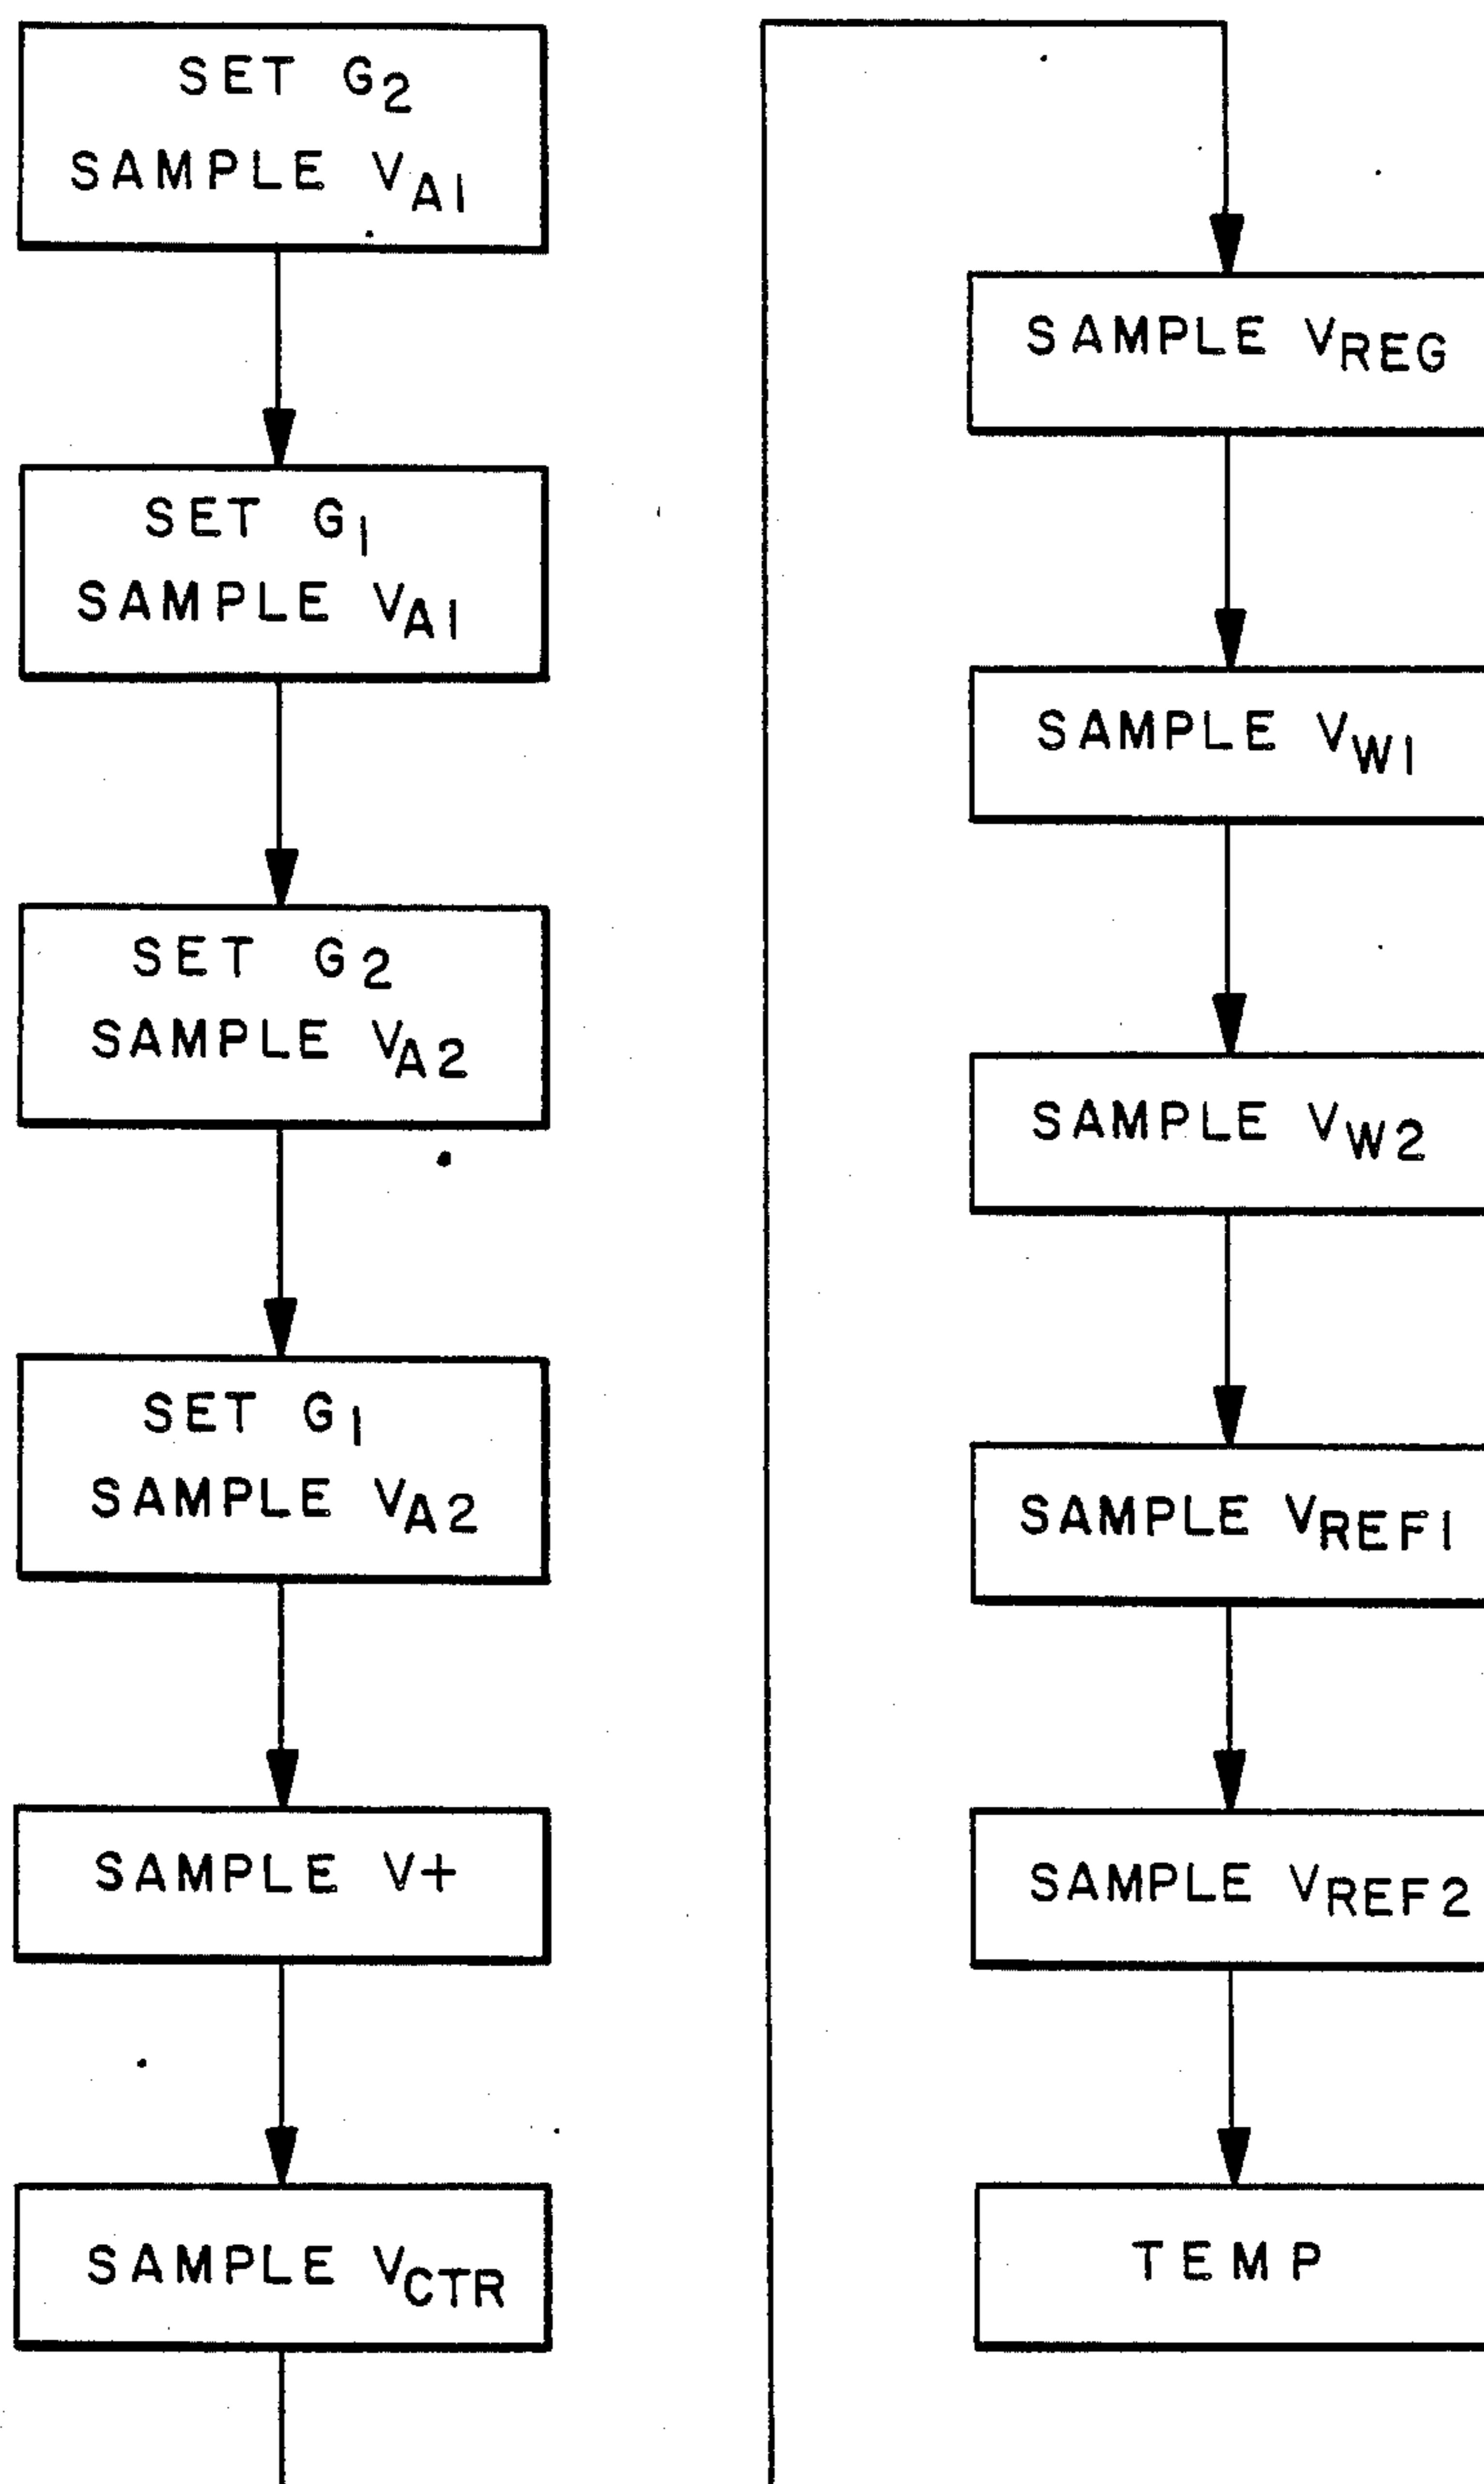 SET G2
SAMPLE VA1
SET G1
SAMPLE VA1
SET G2
SAMPLE VA2
SET G1
SAMPLE VA2
SAMPLE V+
SAMPLE VCTR
SAMPLE VREG
SAMPLE VW1
SAMPLE VW2
SAMPLE VREF1
SAMPLE VREF2
TEMP